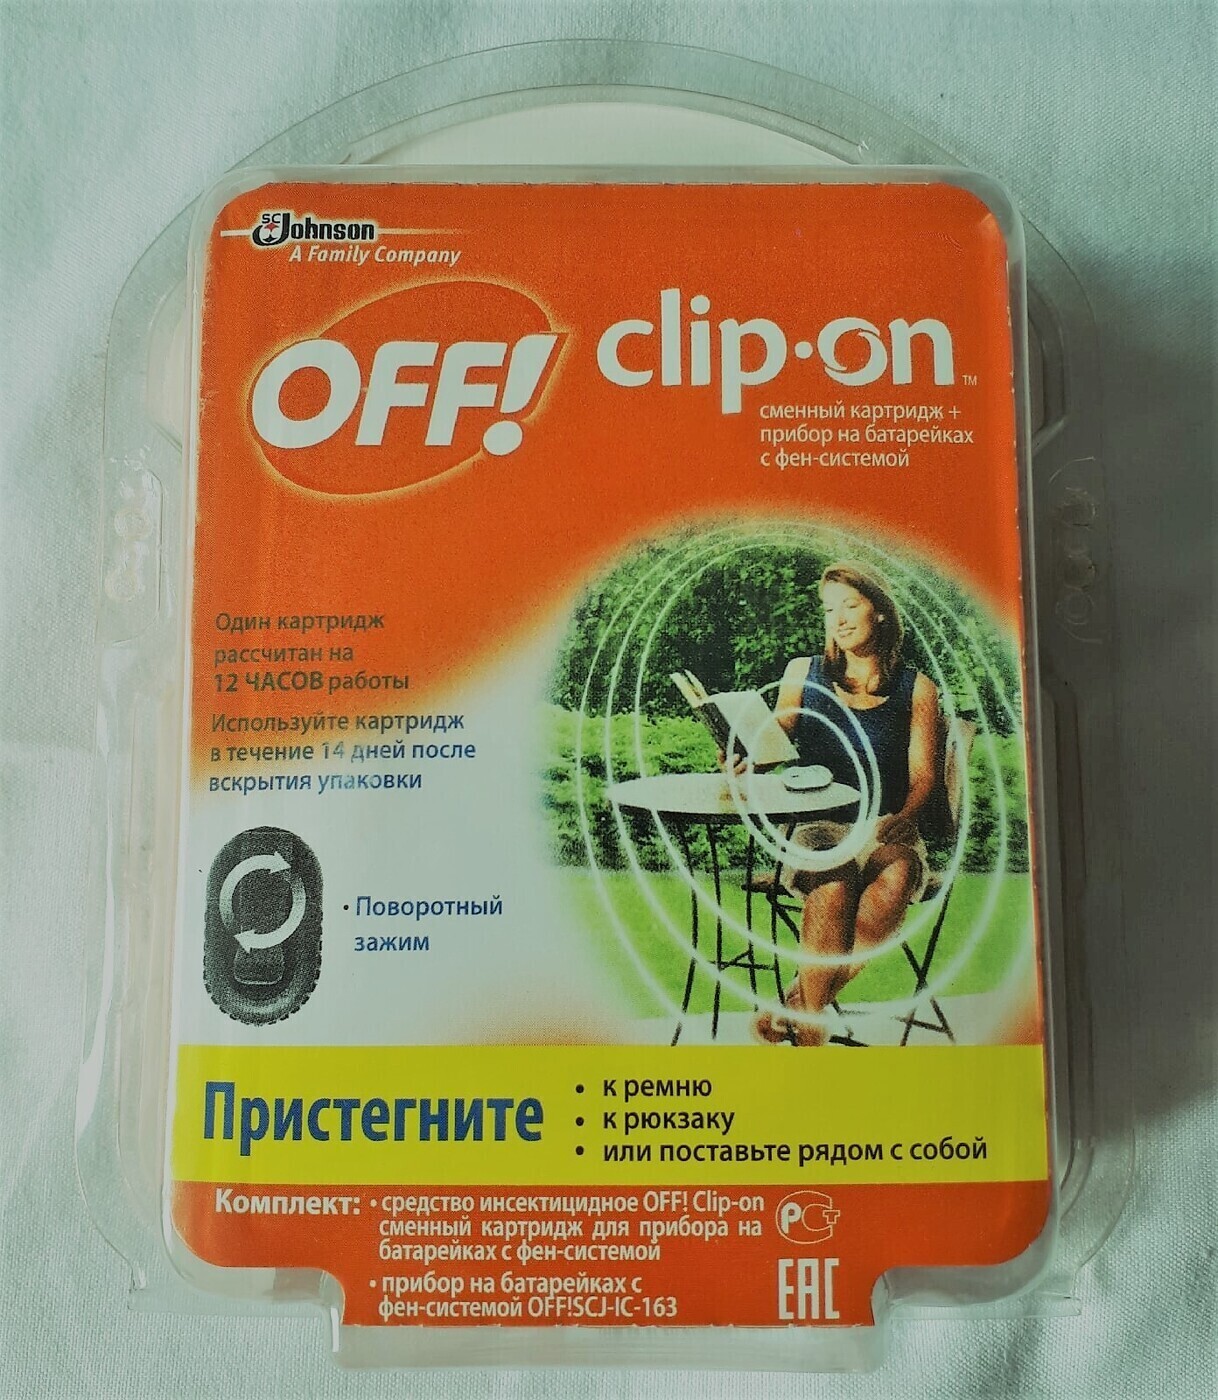 SC Johnson
A Family Company
OFF! clip·on™
сменный картридж +
прибор на батарейках
с фен-системой
Один картридж
рассчитан на
12 ЧАСОВ работы
Используйте картридж
в течение 14 дней после
вскрытия упаковки
• Поворотный
зажим
Пристегните
• к ремню
• к рюкзаку
• или поставьте рядом с собой
Комплект: • средство инсектицидное OFF! Clip-on
сменный картридж для прибора на
батарейках с фен-системой
• прибор на батарейках с
фен-системой OFF!SCJ-IC-163
РСТ
EAC